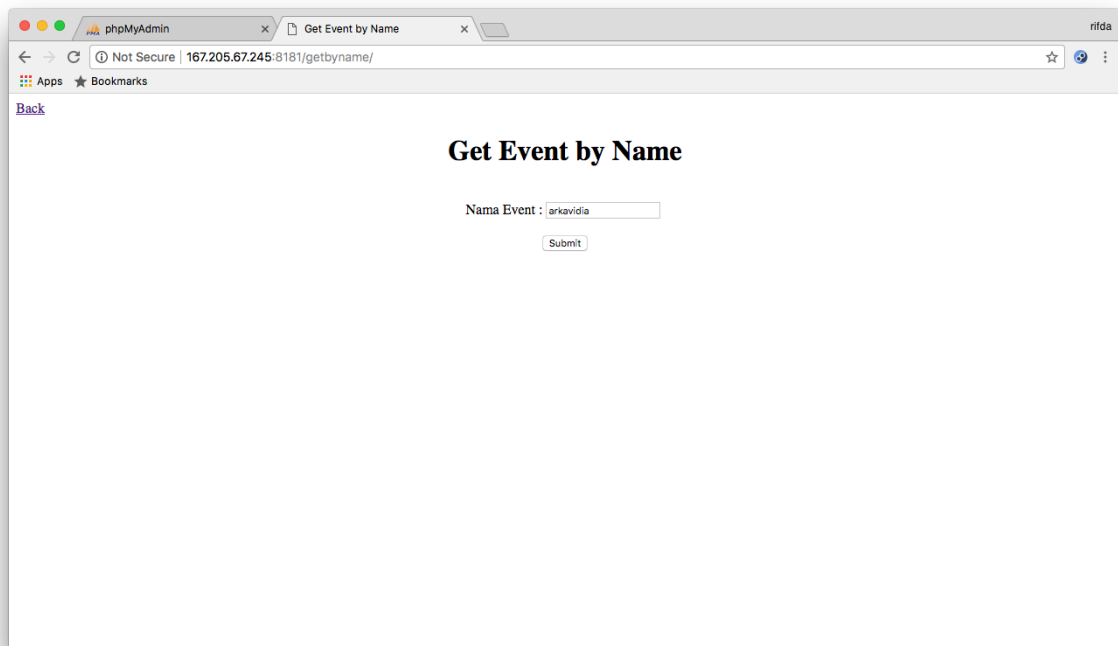 phpMyAdmin
Get Event by Name
rifda
Not Secure | 167.205.67.245:8181/getbyname/
Apps
Bookmarks
Back
Get Event by Name
Nama Event : arkavidia
Submit